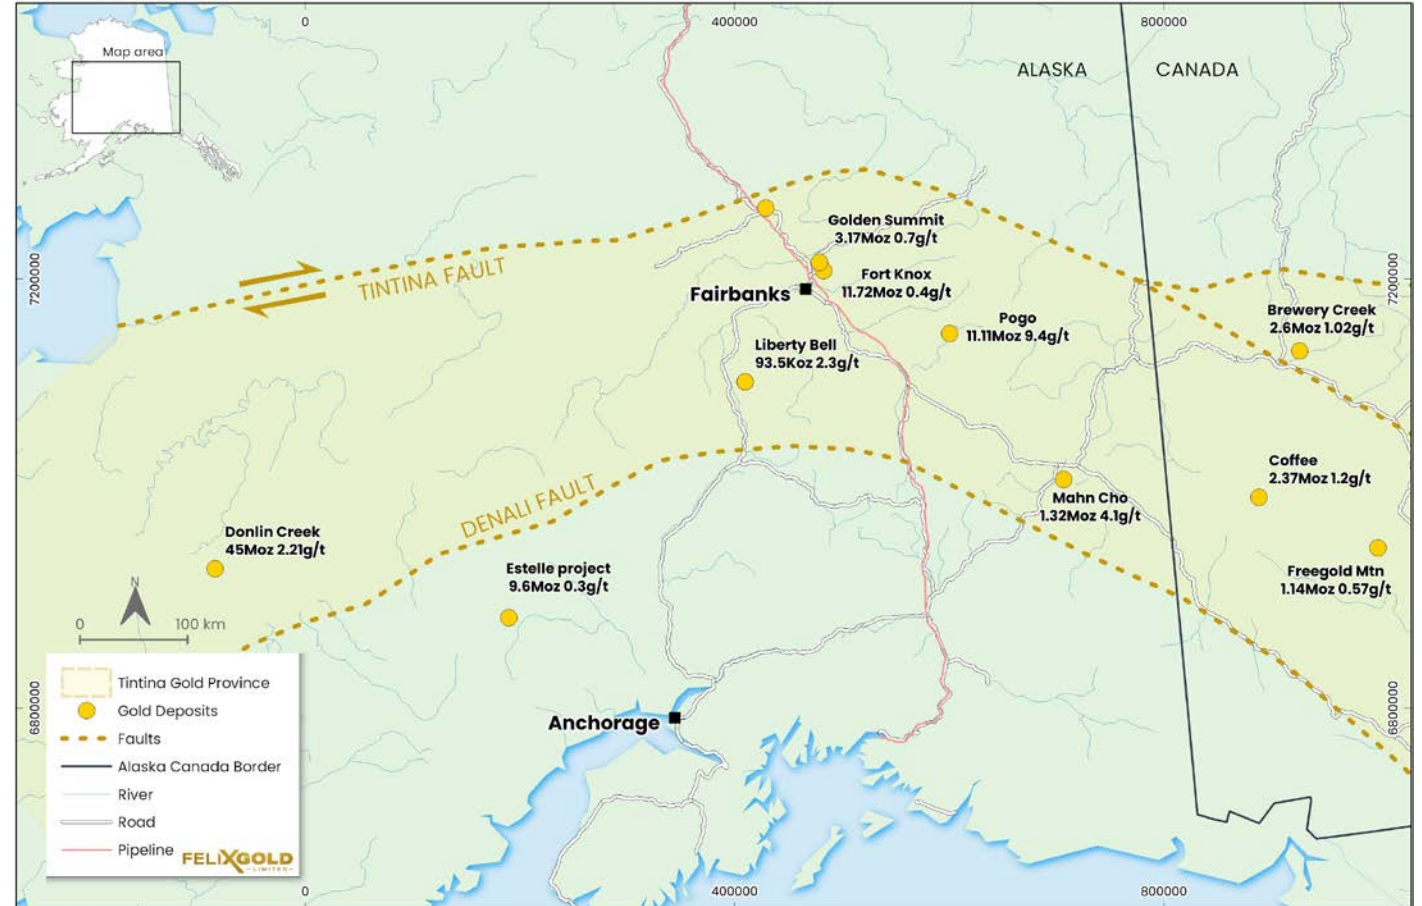 0
400000
800000
Map area
ALASKA
CANADA
7200000
7200000
TINTINA FAULT
Golden Summit
3.17Moz 0.7g/t
Fort Knox
11.72Moz 0.4g/t
Fairbanks
Pogo
11.11Moz 9.4g/t
Brewery Creek
2.6Moz 1.02g/t
Liberty Bell
93.5Koz 2.3g/t
DENALI FAULT
Coffee
2.37Moz 1.2g/t
Mahn Cho
1.32Moz 4.1g/t
Donlin Creek
45Moz 2.21g/t
Estelle project
9.6Moz 0.3g/t
Freegold Mtn
1.14Moz 0.57g/t
N
0 100 km
Tintina Gold Province
Gold Deposits
Faults
Alaska Canada Border
River
Road
Pipeline
FELIXGOLD
LIMITED
Anchorage
6800000
6800000
0
400000
800000